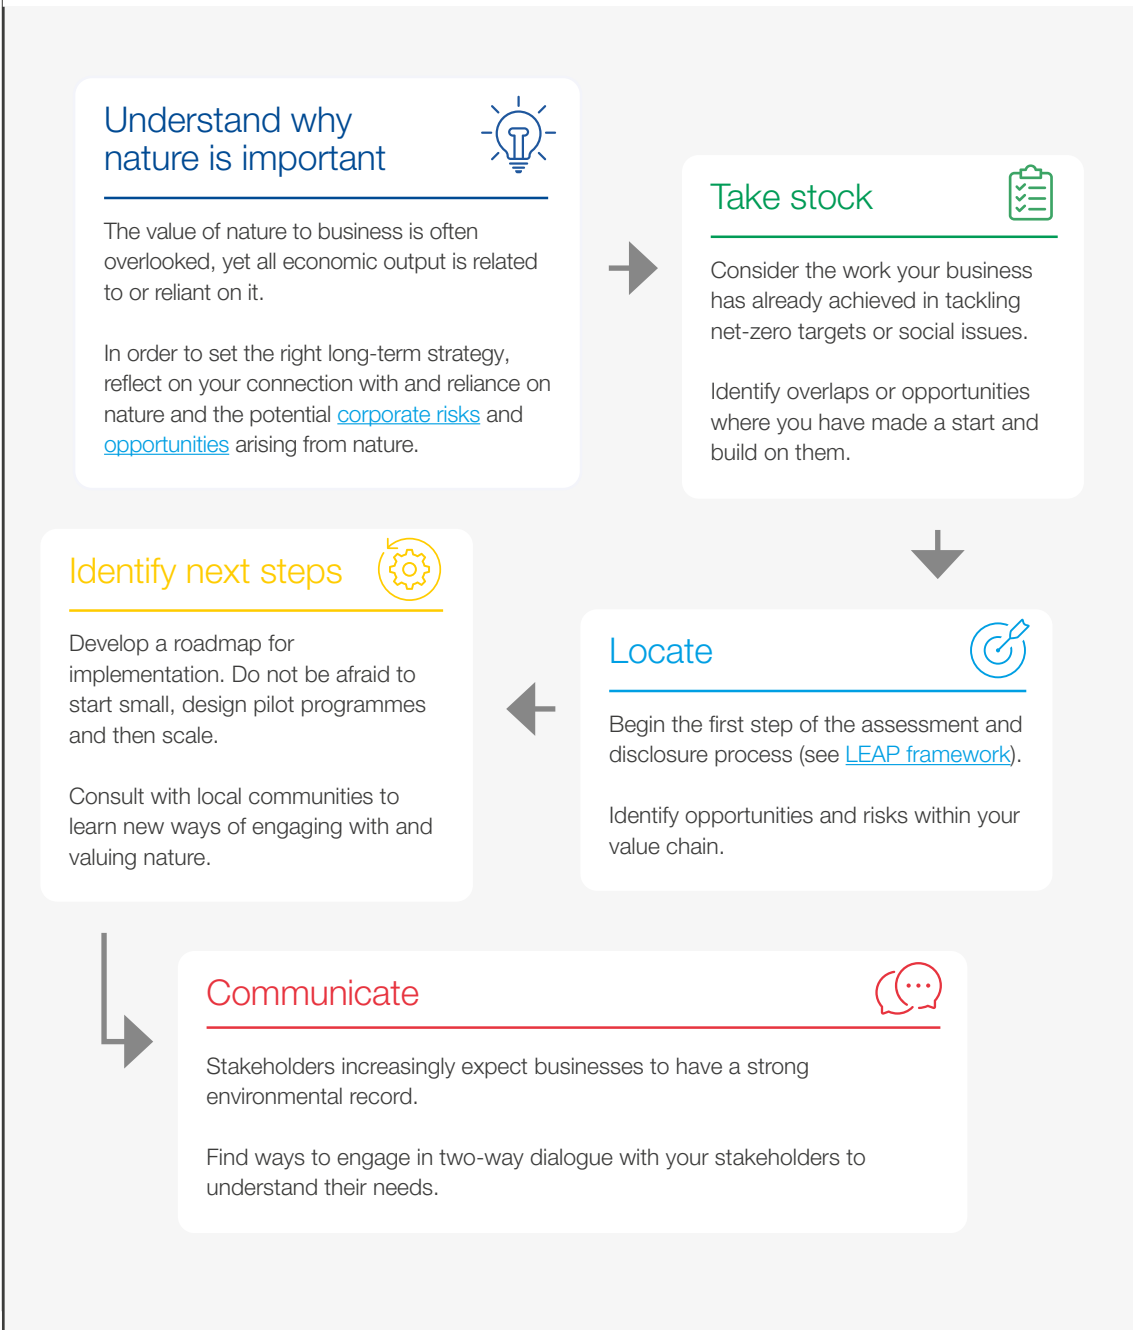 Understand why
nature is important
The value of nature to business is often
overlooked, yet all economic output is related
to or reliant on it.
In order to set the right long-term strategy,
reflect on your connection with and reliance on
nature and the potential corporate risks and
opportunities arising from nature.
Take stock
Consider the work your business
has already achieved in tackling
net-zero targets or social issues.
Identify overlaps or opportunities
where you have made a start and
build on them.
Locate
Begin the first step of the assessment and
disclosure process (see LEAP framework).
Identify opportunities and risks within your
value chain.
Identify next steps
Develop a roadmap for
implementation. Do not be afraid to
start small, design pilot programmes
and then scale.
Consult with local communities to
learn new ways of engaging with and
valuing nature.
Communicate
Stakeholders increasingly expect businesses to have a strong
environmental record.
Find ways to engage in two-way dialogue with your stakeholders to
understand their needs.